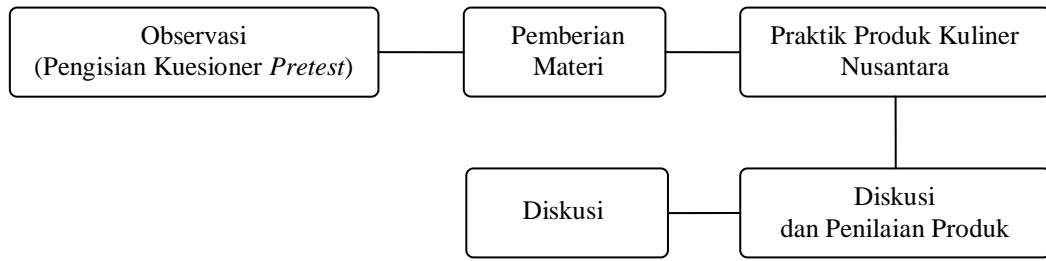 Observasi
(Pengisian Kuesioner Pretest)
Pemberian
Materi
Praktik Produk Kuliner
Nusantara
Diskusi
dan Penilaian Produk
Diskusi